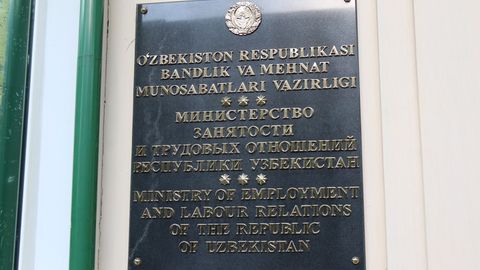 O'ZBEKISTON RESPUBLIKASI
BANDLIK VA MEHNAT
MUNOSABATLARI VAZIRLIGI
МИНИСТЕРСТВО
ЗАНЯТОСТИ
И ТРУДОВЫХ ОТНОШЕНИЙ
РЕСПУБЛИКИ УЗБЕКИСТАН
MINISTRY OF EMPLOYMENT
AND LABOUR RELATIONS
OF THE REPUBLIC
OF UZBEKISTAN